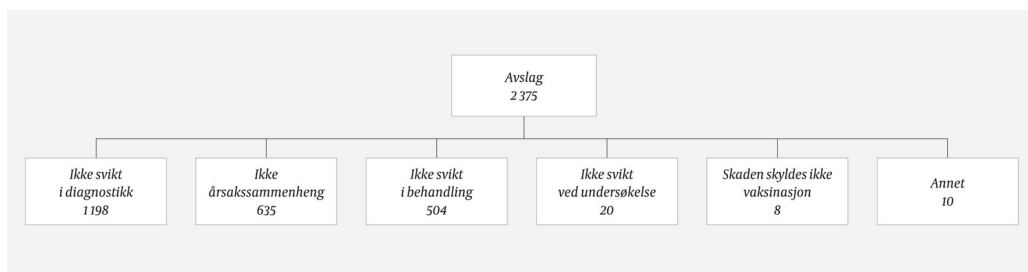 Avslag
2 375
Ikke svikt
i diagnostikk
1 198
Ikke
årsakssammenheng
635
Ikke svikt
i behandling
504
Ikke svikt
ved undersøkelse
20
Skaden skyldes ikke
vaksinasjon
8
Annet
10